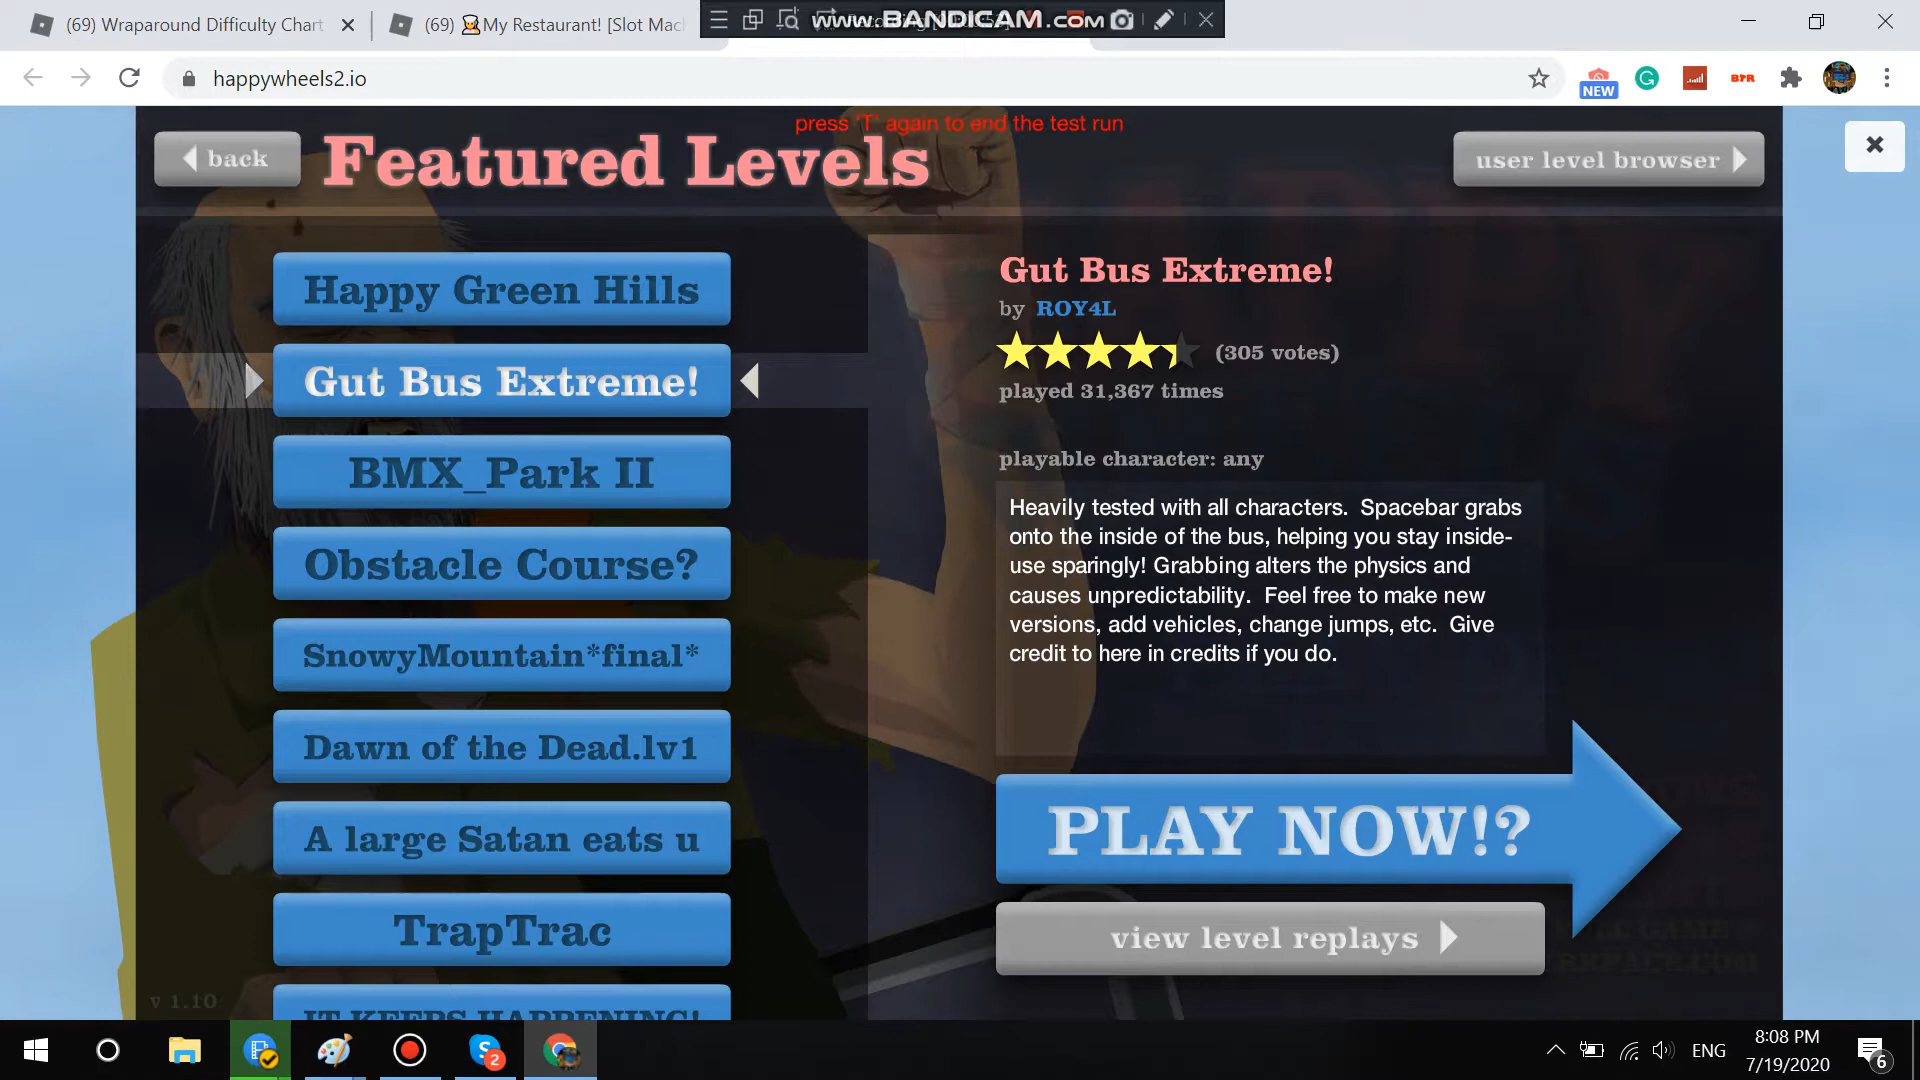 (69) Wraparound Difficulty Chart
(69) My Restaurant! [Slot Mac
www.BANDICAM.com
happywheels2.io
NEW
BTR
press 'T' again to end the test run
back
Featured Levels
user level browser
Happy Green Hills
Gut Bus Extreme!
BMX_Park II
Obstacle Course?
SnowyMountain*final*
Dawn of the Dead.lv1
A large Satan eats u
TrapTrac
IT KEEPS HAPPENING!
Gut Bus Extreme!
by ROY4L
(305 votes)
played 31,367 times
playable character: any
Heavily tested with all characters. Spacebar grabs
onto the inside of the bus, helping you stay inside-
use sparingly! Grabbing alters the physics and
causes unpredictability. Feel free to make new
versions, add vehicles, change jumps, etc. Give
credit to here in credits if you do.
PLAY NOW!?
view level replays
v 1.10
2
ENG
8:08 PM
7/19/2020
6